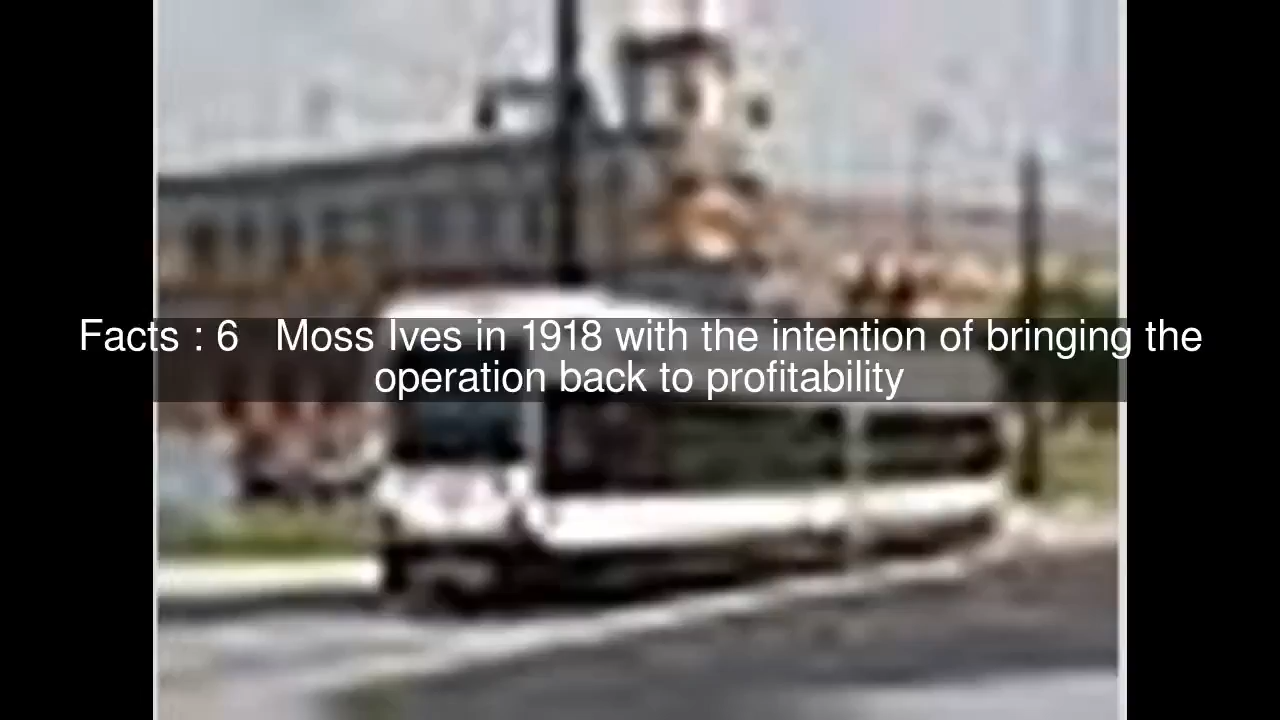 Facts : 6 Moss Ives in 1918 with the intention of bringing the
operation back to profitability